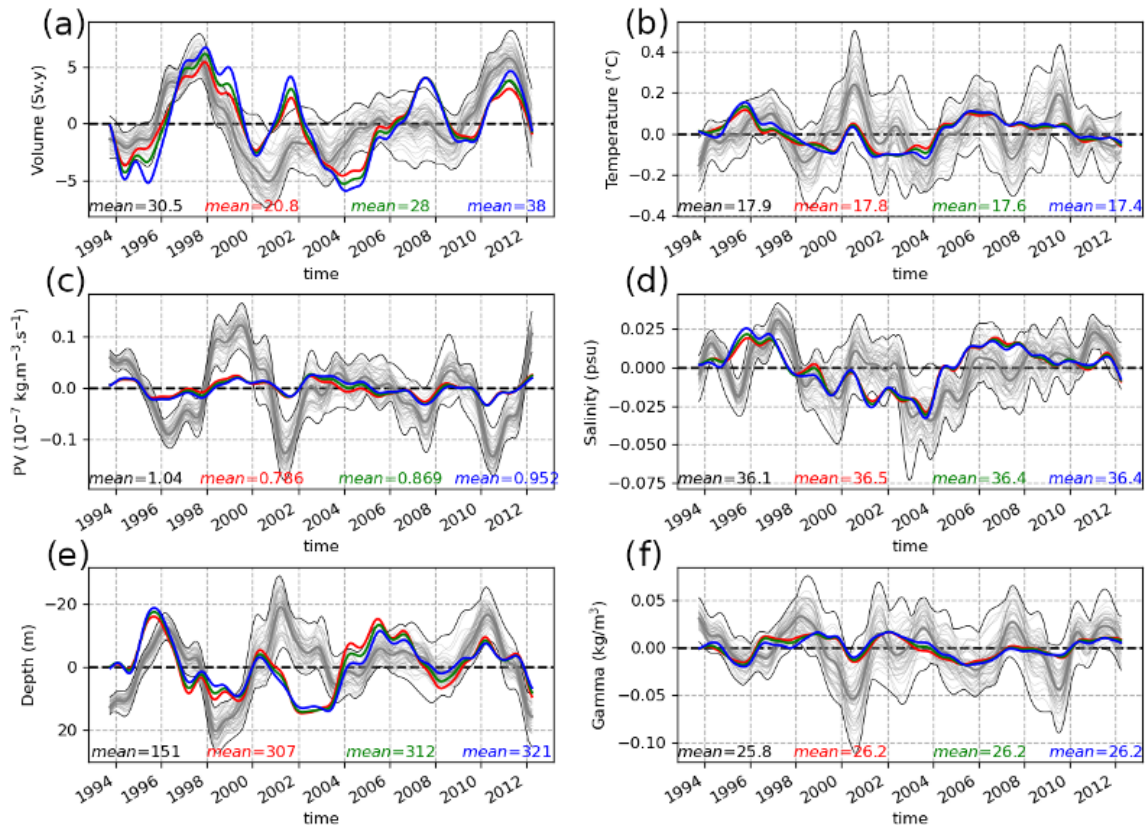 (a)
Volume (Sv.y)
5
0
−5
mean=30.5 mean=20.8 mean=28 mean=38
1994 1996 1998 2000 2002 2004 2006 2008 2010 2012
time
(b)
Temperature (°C)
0.4
0.2
0.0
−0.2
−0.4
mean=17.9 mean=17.8 mean=17.6 mean=17.4
1994 1996 1998 2000 2002 2004 2006 2008 2010 2012
time
(c)
PV (10⁻⁷ kg.m⁻³.s⁻¹)
0.1
0.0
−0.1
mean=1.04 mean=0.786 mean=0.869 mean=0.952
1994 1996 1998 2000 2002 2004 2006 2008 2010 2012
time
(d)
Salinity (psu)
0.025
0.000
−0.025
−0.050
−0.075
mean=36.1 mean=36.5 mean=36.4 mean=36.4
1994 1996 1998 2000 2002 2004 2006 2008 2010 2012
time
(e)
Depth (m)
-20
0
20
mean=151 mean=307 mean=312 mean=321
1994 1996 1998 2000 2002 2004 2006 2008 2010 2012
time
(f)
Gamma (kg/m³)
0.05
0.00
−0.05
−0.10
mean=25.8 mean=26.2 mean=26.2 mean=26.2
1994 1996 1998 2000 2002 2004 2006 2008 2010 2012
time